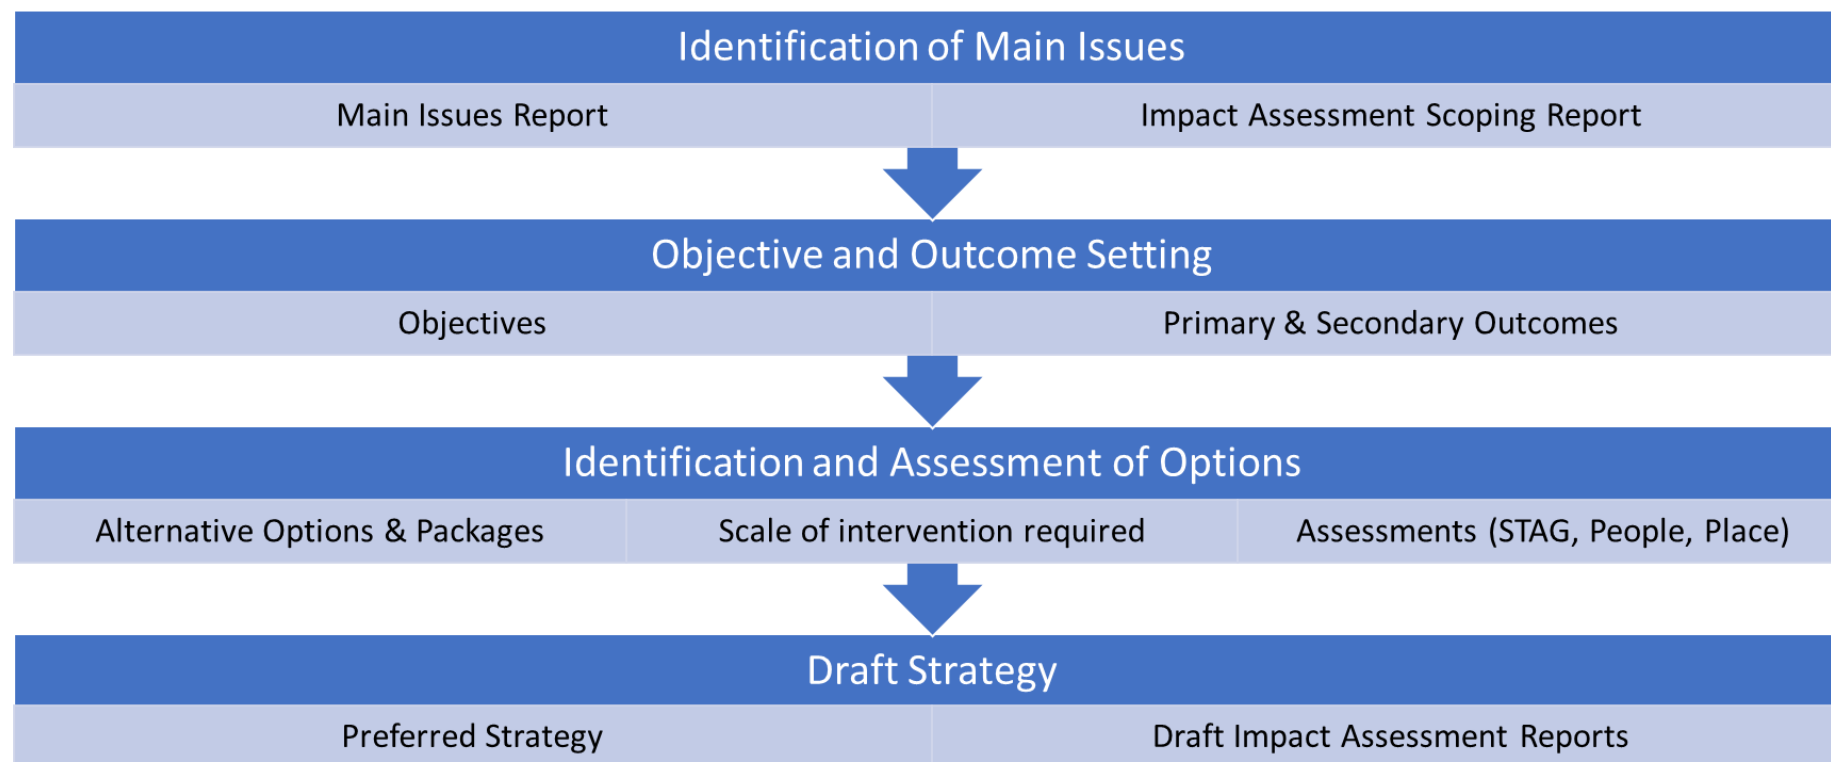 Identification of Main Issues
Main Issues Report
Impact Assessment Scoping Report
Objective and Outcome Setting
Objectives
Primary & Secondary Outcomes
Identification and Assessment of Options
Alternative Options & Packages
Scale of intervention required
Assessments (STAG, People, Place)
Draft Strategy
Preferred Strategy
Draft Impact Assessment Reports